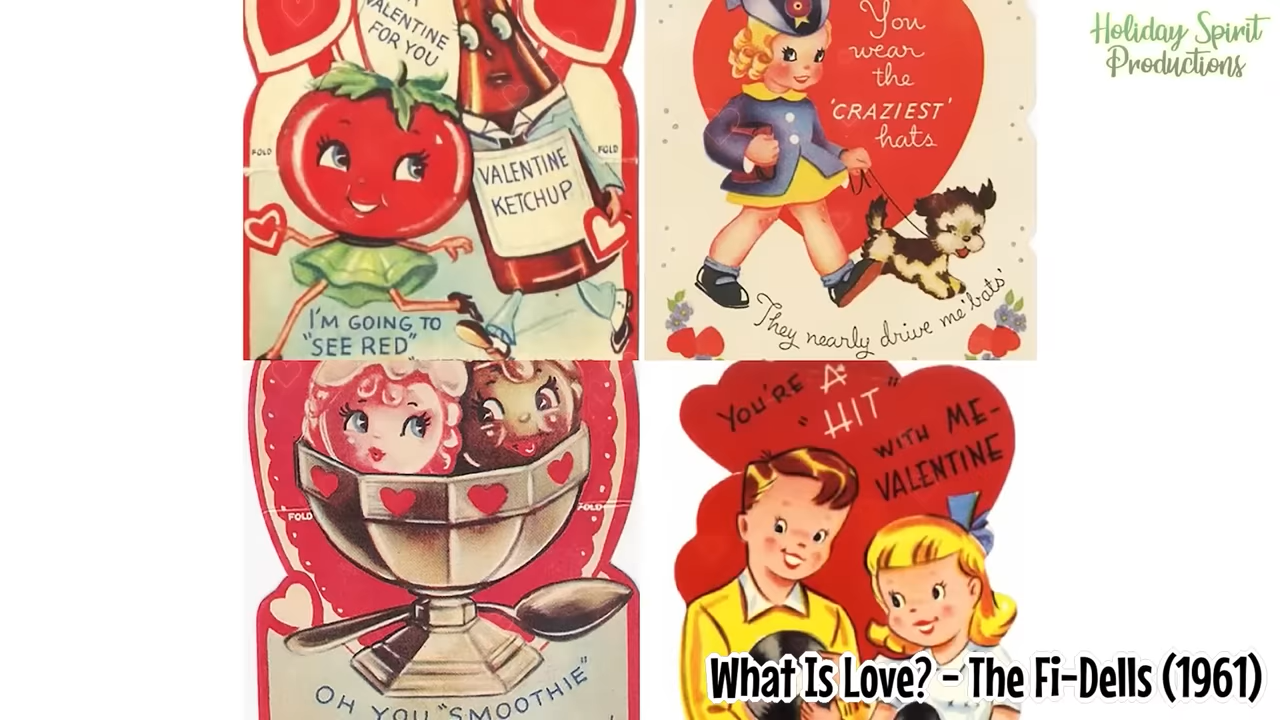 VALENTINE
FOR YOU
FOLD
FOLD
VALENTINE
KETCHUP
I'M GOING TO
"SEE RED"
You
wear
the
'CRAZIEST'
hats
They nearly drive me 'bats'
Holiday Spirit
Productions
FOLD
FOLD
OH YOU "SMOOTHIE"
YOU'RE A
"HIT"
WITH ME-
VALENTINE
What Is Love? - The Fi-Dells (1961)